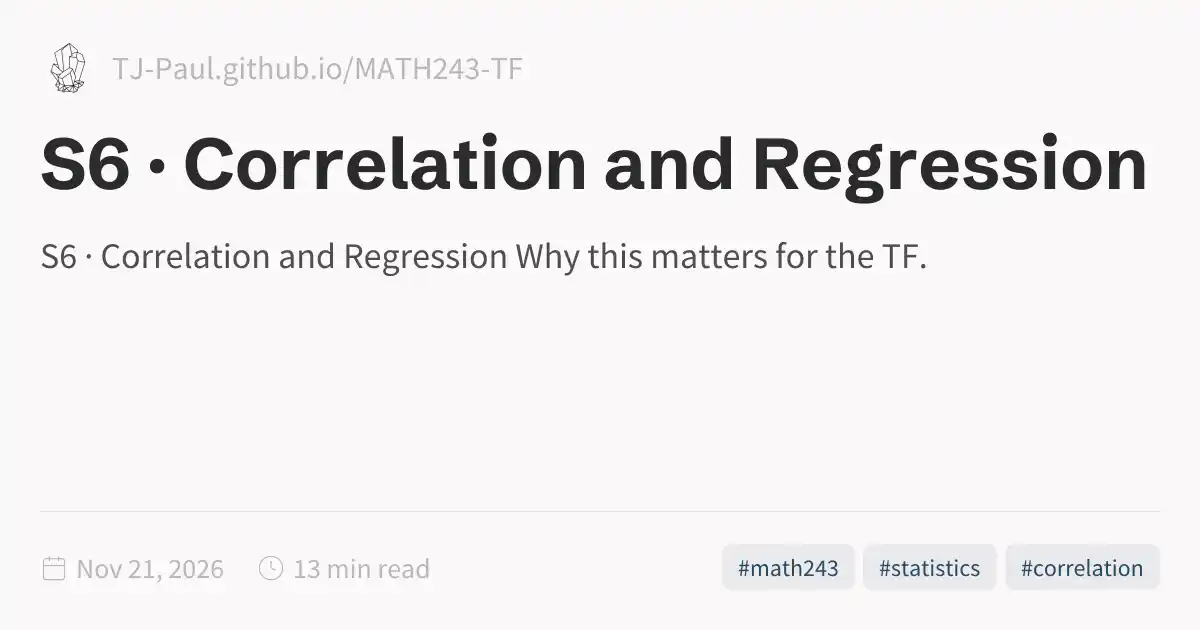 TJ-Paul.github.io/MATH243-TF
S6 · Correlation and Regression
S6 · Correlation and Regression Why this matters for the TF.
Nov 21, 2026
13 min read
#math243
#statistics
#correlation